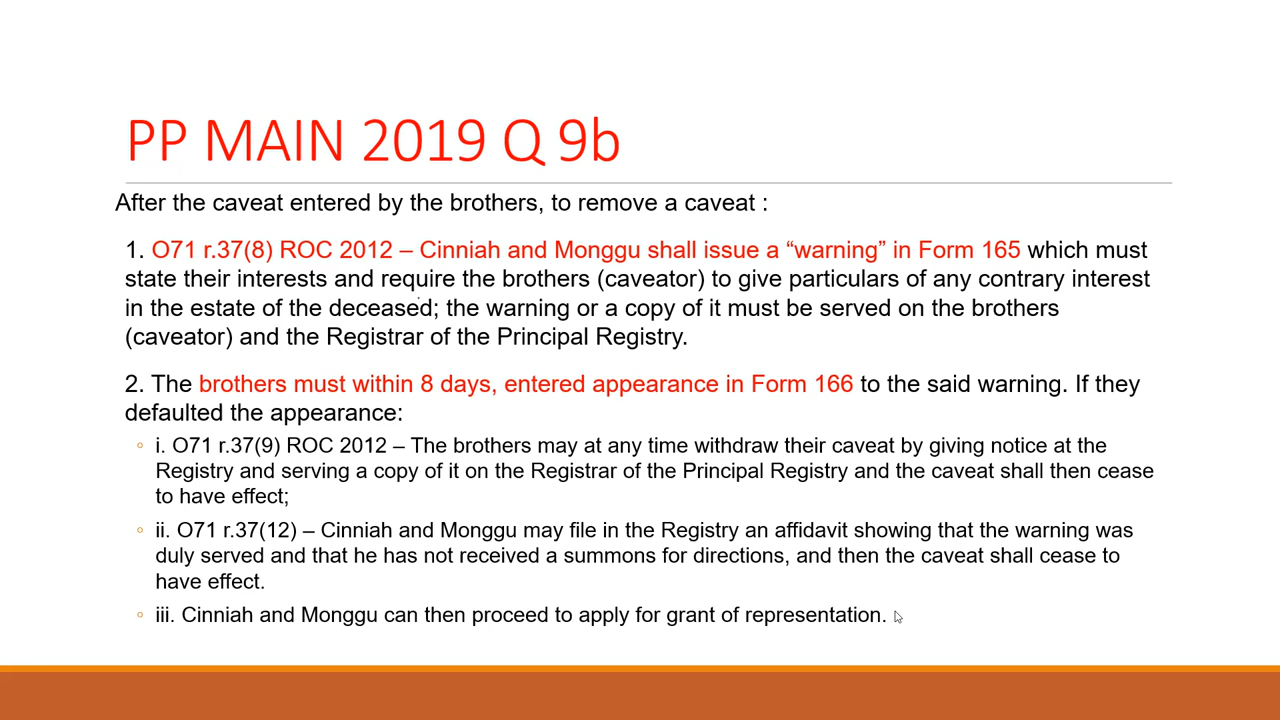 PP MAIN 2019 Q 9b
After the caveat entered by the brothers, to remove a caveat :
1. O71 r.37(8) ROC 2012 – Cinniah and Monggu shall issue a “warning” in Form 165 which must
state their interests and require the brothers (caveator) to give particulars of any contrary interest
in the estate of the deceased; the warning or a copy of it must be served on the brothers
(caveator) and the Registrar of the Principal Registry.
2. The brothers must within 8 days, entered appearance in Form 166 to the said warning. If they
defaulted the appearance:
◦ i. O71 r.37(9) ROC 2012 – The brothers may at any time withdraw their caveat by giving notice at the
Registry and serving a copy of it on the Registrar of the Principal Registry and the caveat shall then cease
to have effect;
◦ ii. O71 r.37(12) – Cinniah and Monggu may file in the Registry an affidavit showing that the warning was
duly served and that he has not received a summons for directions, and then the caveat shall cease to
have effect.
◦ iii. Cinniah and Monggu can then proceed to apply for grant of representation.